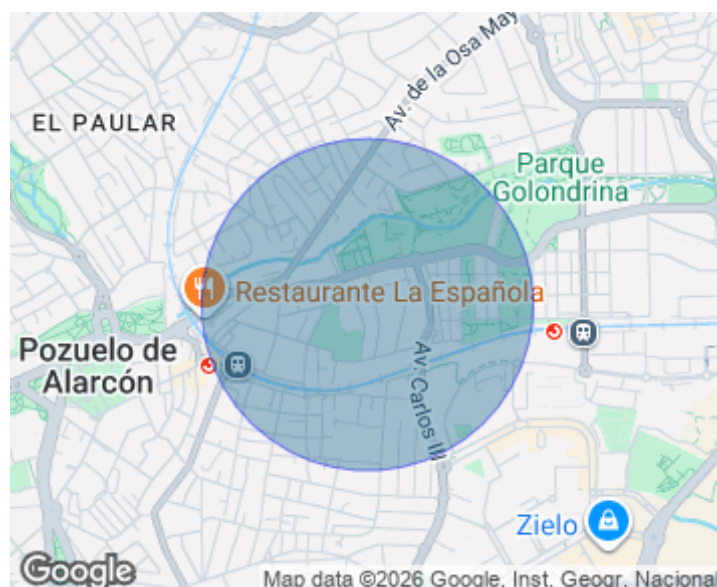 Av. de la Osa May
EL PAULAR
Parque
Golondrina
Restaurante La Española
Pozuelo de
Alarcón
Av. Carlos III
Zielo
Google
Map data ©2026 Google, Inst. Geogr. Nacional